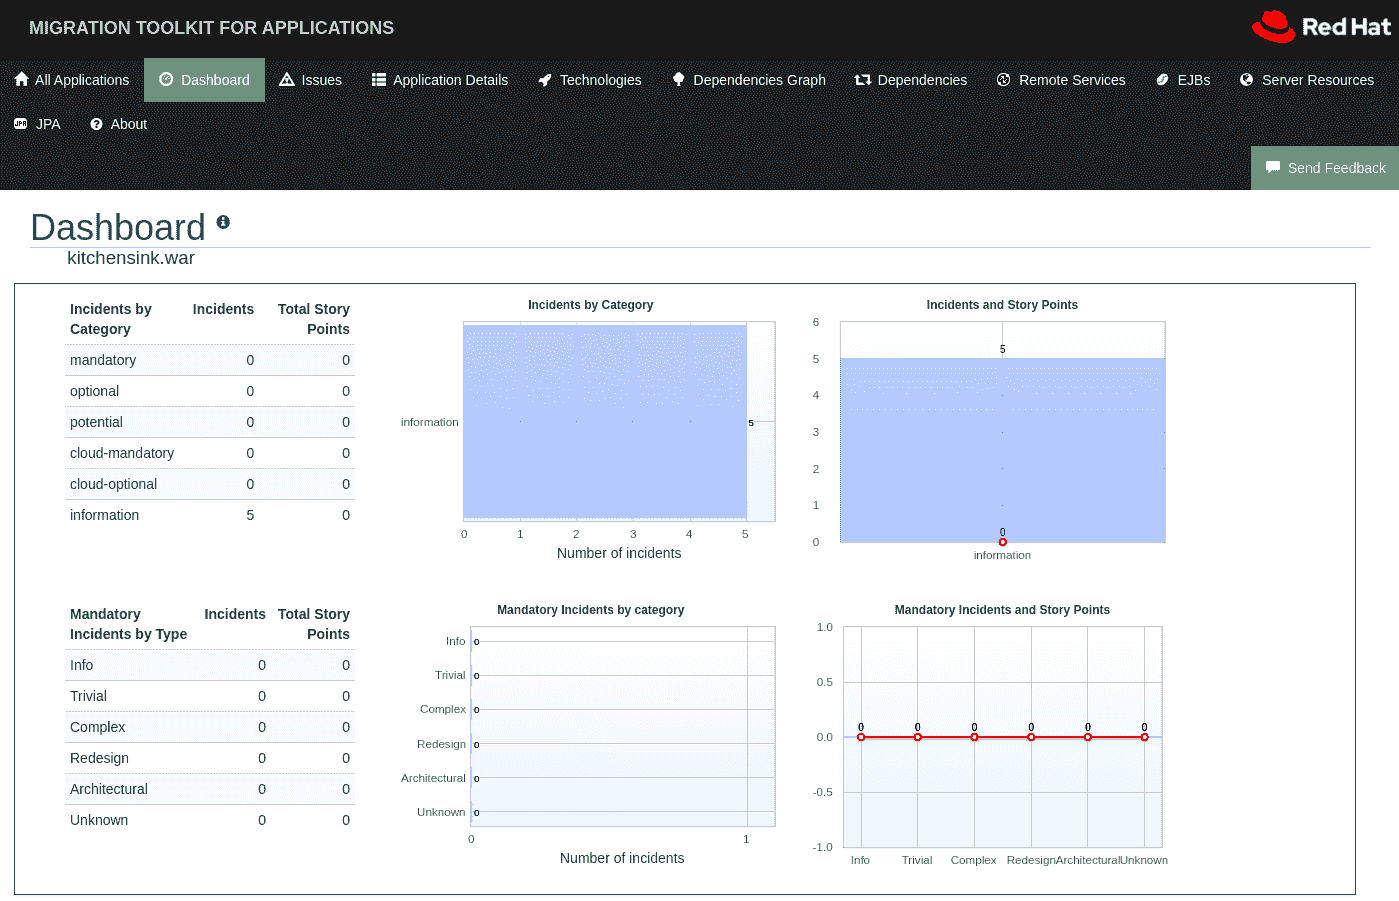 MIGRATION TOOLKIT FOR APPLICATIONS
Red Hat
All Applications Dashboard Issues Application Details Technologies Dependencies Graph Dependencies Remote Services EJBs Server Resources
JPA JPA About
Send Feedback
Dashboard
kitchensink.war
Incidents by Category Incidents Total Story Points
mandatory 0 0
optional 0 0
potential 0 0
cloud-mandatory 0 0
cloud-optional 0 0
information 5 0
Incidents by Category
information
5
0 1 2 3 4 5
Number of incidents
Incidents and Story Points
6
5
4
3
2
1
0
5
0
information
Mandatory Incidents by Type Incidents Total Story Points
Info 0 0
Trivial 0 0
Complex 0 0
Redesign 0 0
Architectural 0 0
Unknown 0 0
Mandatory Incidents by category
Info 0
Trivial 0
Complex 0
Redesign 0
Architectural 0
Unknown 0
0 1
Number of incidents
Mandatory Incidents and Story Points
1.0
0.5
0.0
-0.5
-1.0
0 0 0 0 0 0
Info Trivial Complex Redesign Architectural Unknown